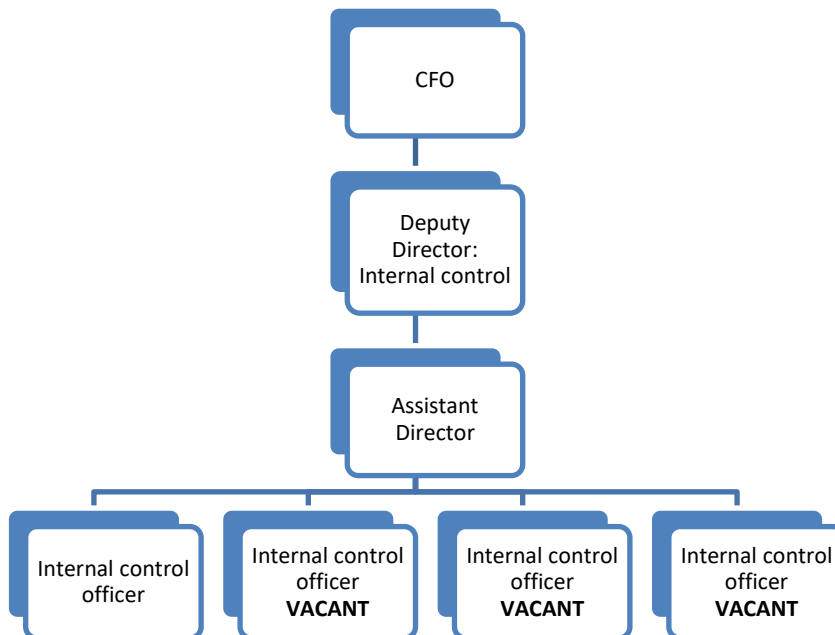 CFO
Deputy
Director:
Internal control
Assistant
Director
Internal control
officer
Internal control
officer
VACANT
Internal control
officer
VACANT
Internal control
officer
VACANT